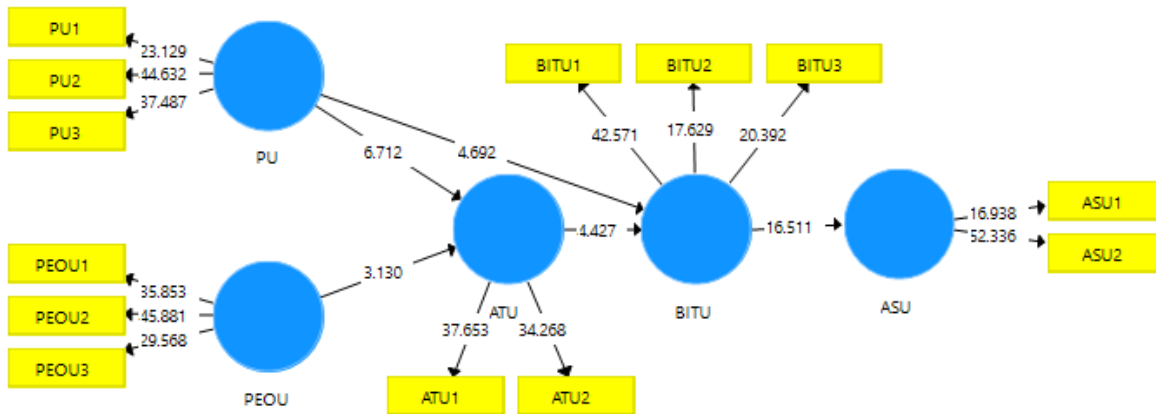 PU1
PU2
PU3
23.129
44.632
37.487
PU
BITU1
BITU2
BITU3
42.571
17.629
20.392
6.712
4.692
ATU
4.427
BITU
16.511
ASU
16.938
52.336
ASU1
ASU2
PEOU1
PEOU2
PEOU3
35.853
45.881
29.568
PEOU
3.130
37.653
34.268
ATU1
ATU2